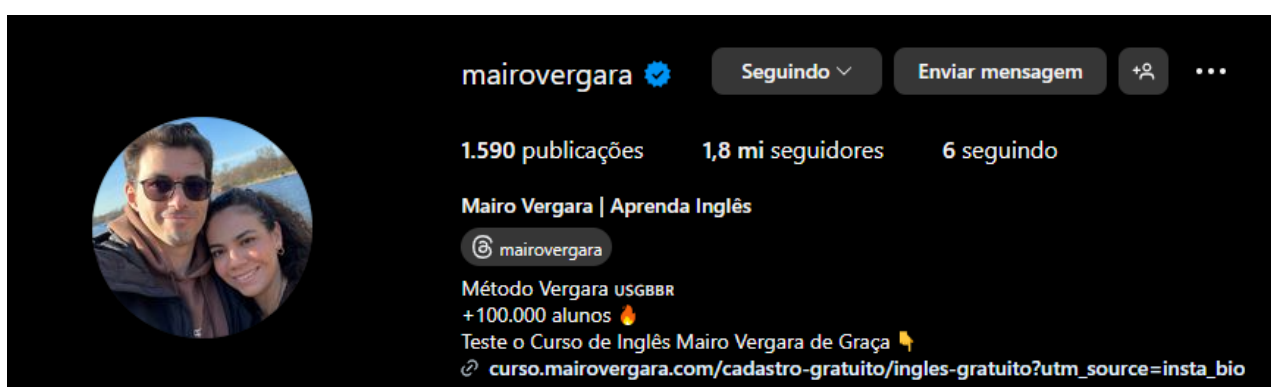 mairovergara
Seguindo
Enviar mensagem
1.590 publicações 1,8 mi seguidores 6 seguindo
Mairo Vergara | Aprenda Inglês
mairovergara
Método Vergara USGBBR
+100.000 alunos 🔥
Teste o Curso de Inglês Mairo Vergara de Graça 👇
curso.mairovergara.com/cadastro-gratuito/ingles-gratuito?utm_source=insta_bio